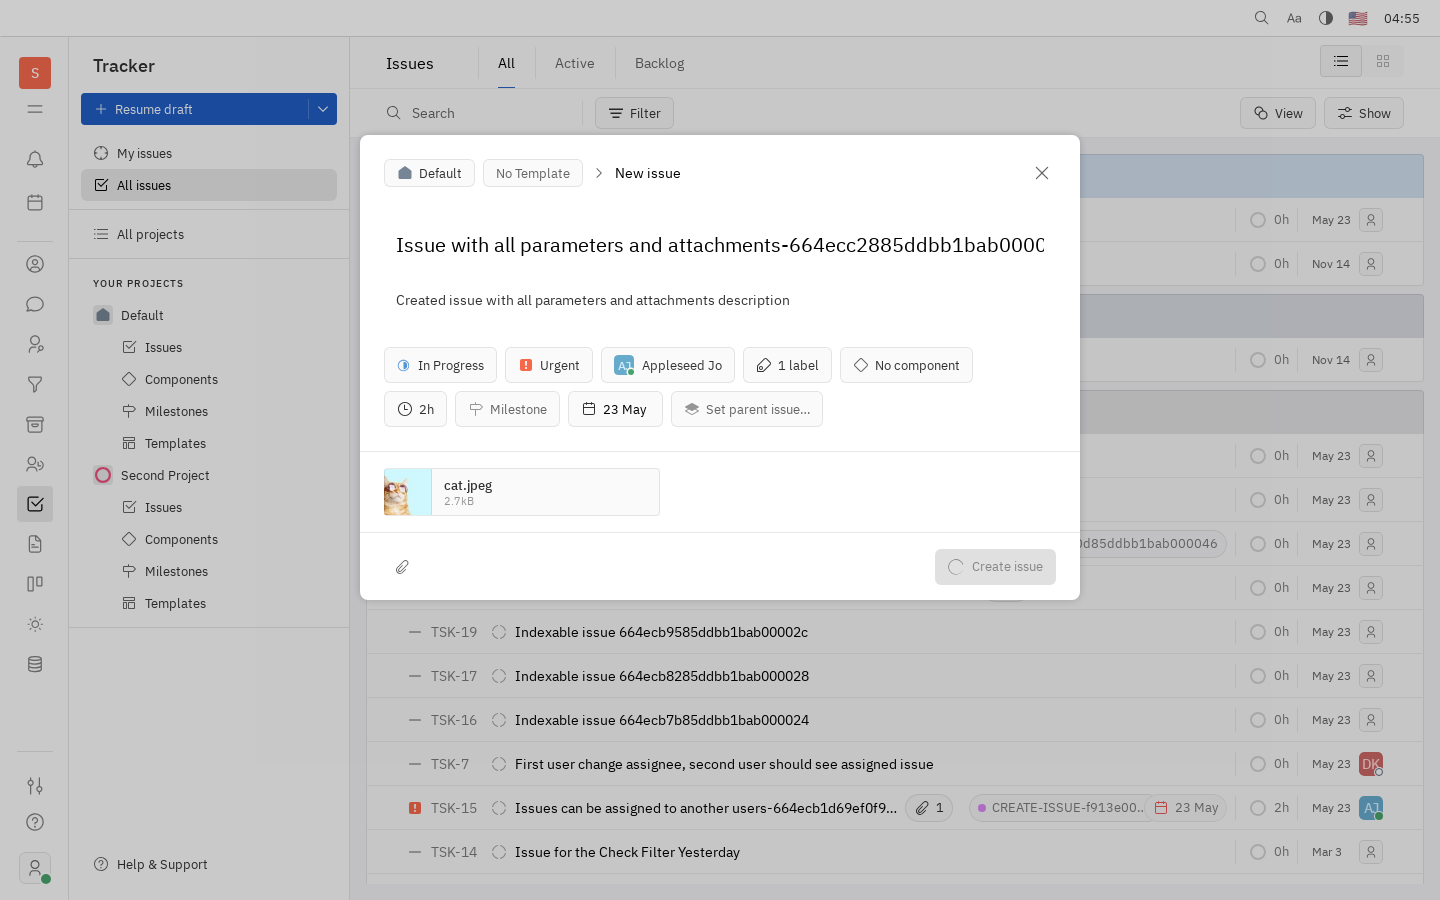 Aa 04:55
S
Tracker
Resume draft
My issues
All issues
All projects
YOUR PROJECTS
Default
Issues
Components
Milestones
Templates
Second Project
Issues
Components
Milestones
Templates
Help & Support
Issues All Active Backlog
Search Filter View Show
Default No Template New issue
Issue with all parameters and attachments-664ecc2885ddbb1bab0000
Created issue with all parameters and attachments description
In Progress Urgent AJ Appleseed Jo 1 label No component
2h Milestone 23 May Set parent issue...
cat.jpeg
2.7kB
Create issue
0h May 23
0h Nov 14
0h Nov 14
0h May 23
0h May 23
0d85ddbb1bab000046 0h May 23
0h May 23
TSK-19 Indexable issue 664ecb9585ddbb1bab00002c 0h May 23
TSK-17 Indexable issue 664ecb8285ddbb1bab000028 0h May 23
TSK-16 Indexable issue 664ecb7b85ddbb1bab000024 0h May 23
TSK-7 First user change assignee, second user should see assigned issue 0h May 23 DK
TSK-15 Issues can be assigned to another users-664ecb1d69ef0f9... 1 CREATE-ISSUE-f913e00... 23 May 2h May 23 AJ
TSK-14 Issue for the Check Filter Yesterday 0h Mar 3